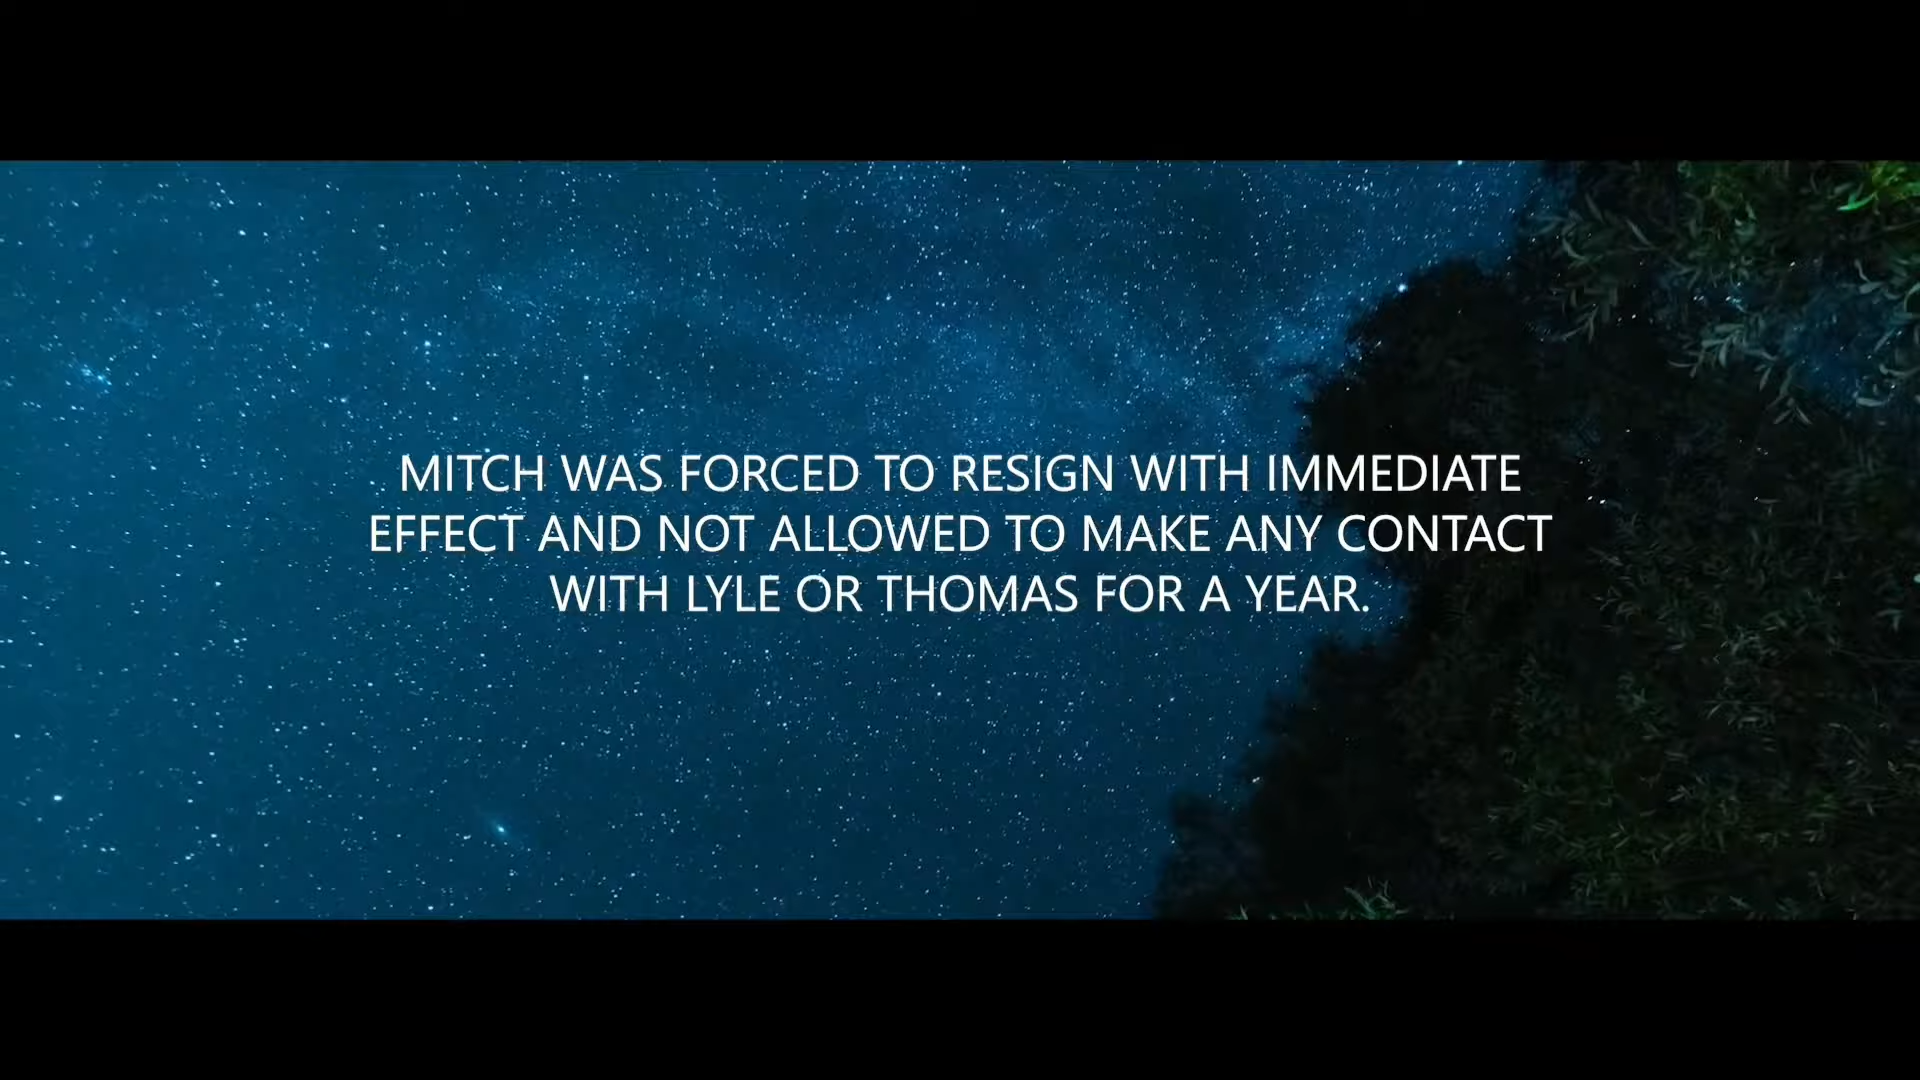 MITCH WAS FORCED TO RESIGN WITH IMMEDIATE
EFFECT AND NOT ALLOWED TO MAKE ANY CONTACT
WITH LYLE OR THOMAS FOR A YEAR.